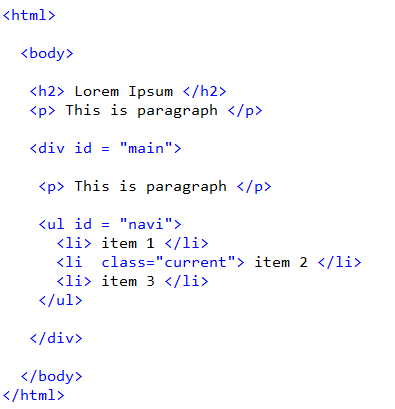 <html>
<body>
<h2> Lorem Ipsum </h2>
<p> This is paragraph </p>
<div id = "main">
<p> This is paragraph </p>
<ul id = "navi">
<li> item 1 </li>
<li  class="current"> item 2 </li>
<li> item 3 </li>
</ul>
</div>
</body>
</html>